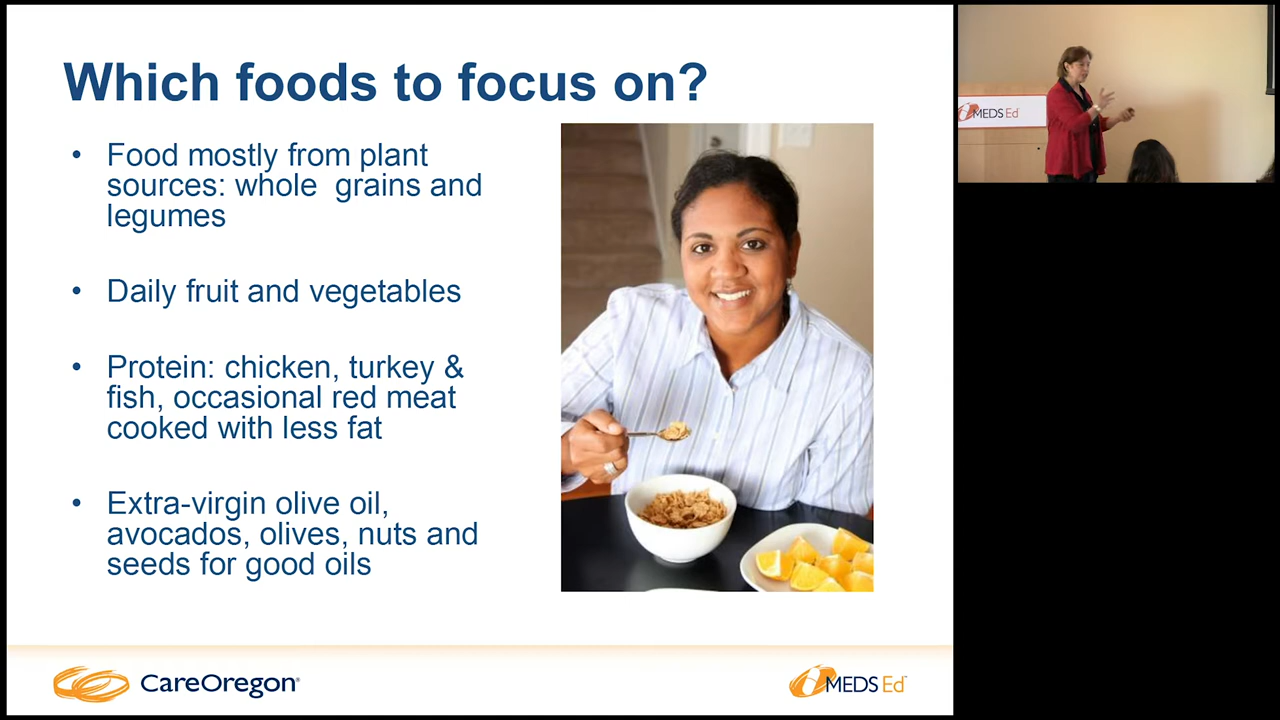 Which foods to focus on?
• Food mostly from plant
sources: whole  grains and
legumes
• Daily fruit and vegetables
• Protein: chicken, turkey &
fish, occasional red meat
cooked with less fat
• Extra-virgin olive oil,
avocados, olives, nuts and
seeds for good oils
CareOregon®
MEDS Ed™
MEDS Ed™